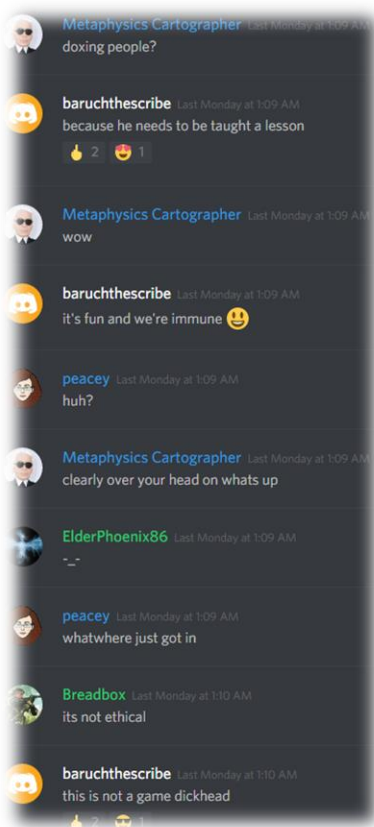 Metaphysics Cartographer Last Monday at 1:09 AM
doxing people?
baruchthescribe Last Monday at 1:09 AM
because he needs to be taught a lesson
2 1
Metaphysics Cartographer Last Monday at 1:09 AM
wow
baruchthescribe Last Monday at 1:09 AM
it's fun and we're immune
peacey Last Monday at 1:09 AM
huh?
Metaphysics Cartographer Last Monday at 1:09 AM
clearly over your head on whats up
ElderPhoenix86 Last Monday at 1:09 AM
-_-
peacey Last Monday at 1:09 AM
whatwhere just got in
Breadbox Last Monday at 1:10 AM
its not ethical
baruchthescribe Last Monday at 1:10 AM
this is not a game dickhead
2 1